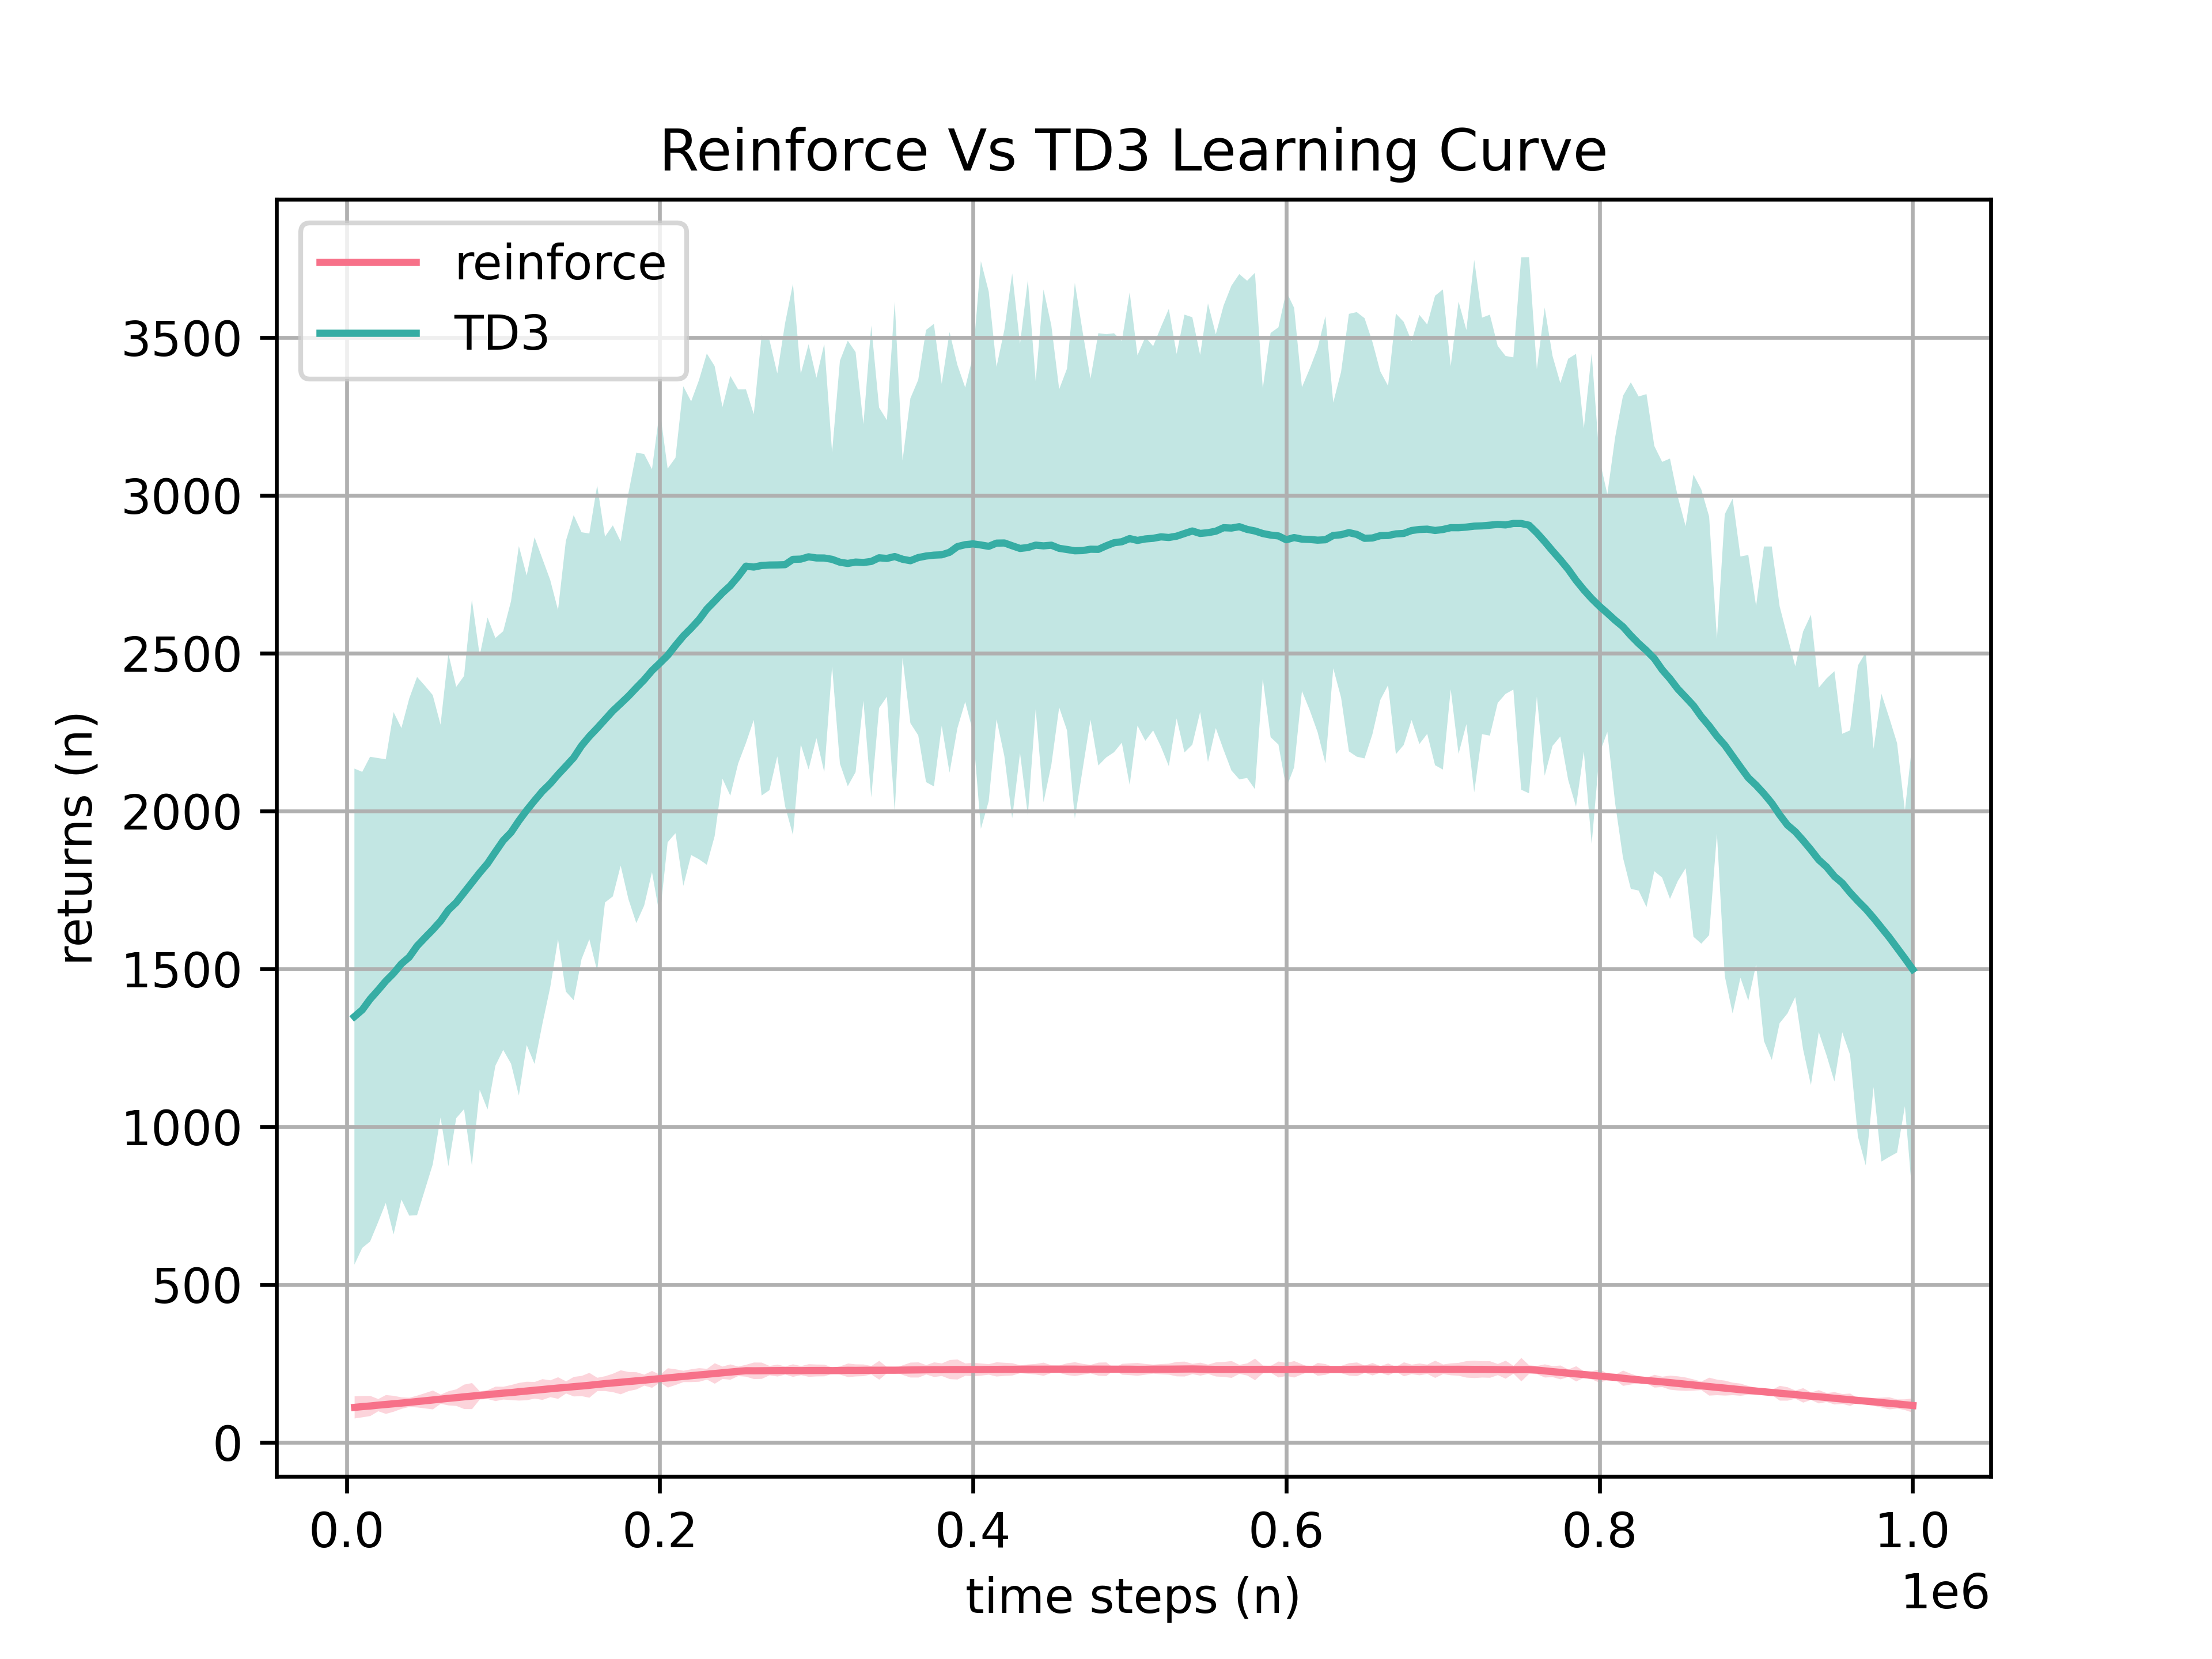 Reinforce Vs TD3 Learning Curve
reinforce
TD3
3500
3000
2500
2000
1500
1000
500
0
returns (n)
0.0 0.2 0.4 0.6 0.8 1.0
time steps (n)
1e6